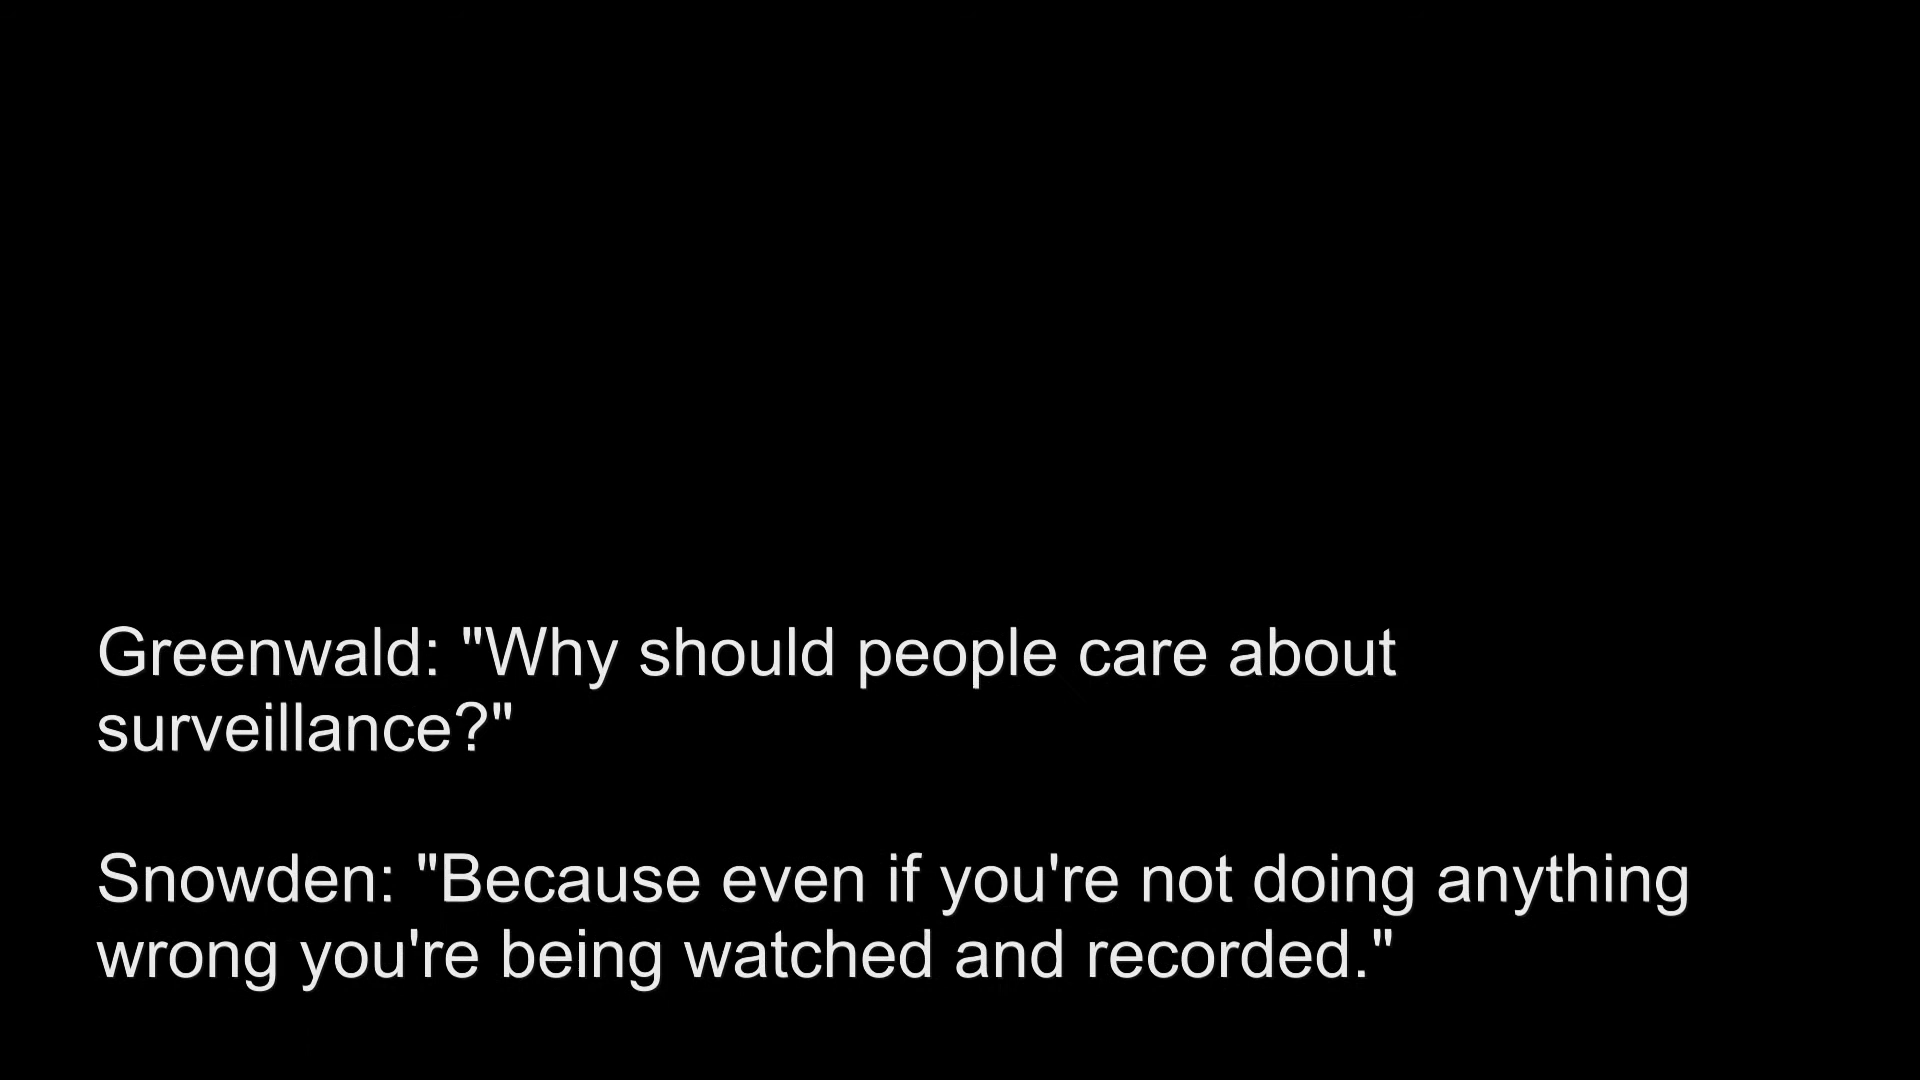 Greenwald: "Why should people care about
surveillance?"
Snowden: "Because even if you're not doing anything
wrong you're being watched and recorded."